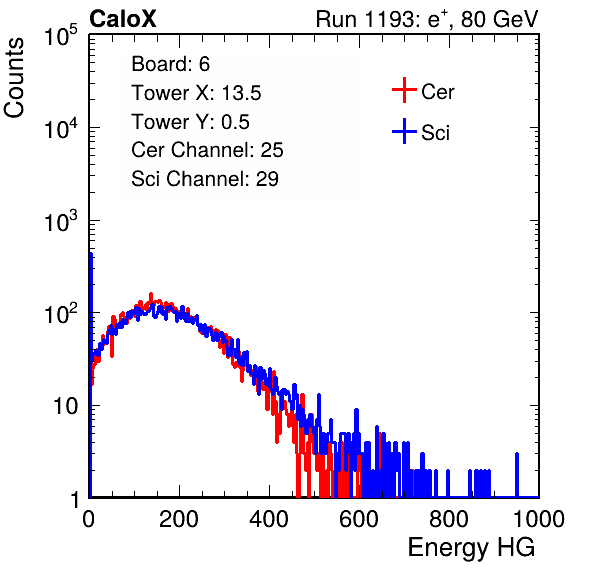 CaloX Run 1193: e⁺, 80 GeV
Counts
10⁵
10⁴
10³
10²
10
1
Board: 6
Tower X: 13.5
Tower Y: 0.5
Cer Channel: 25
Sci Channel: 29
Cer
Sci
0 200 400 600 800 1000
Energy HG